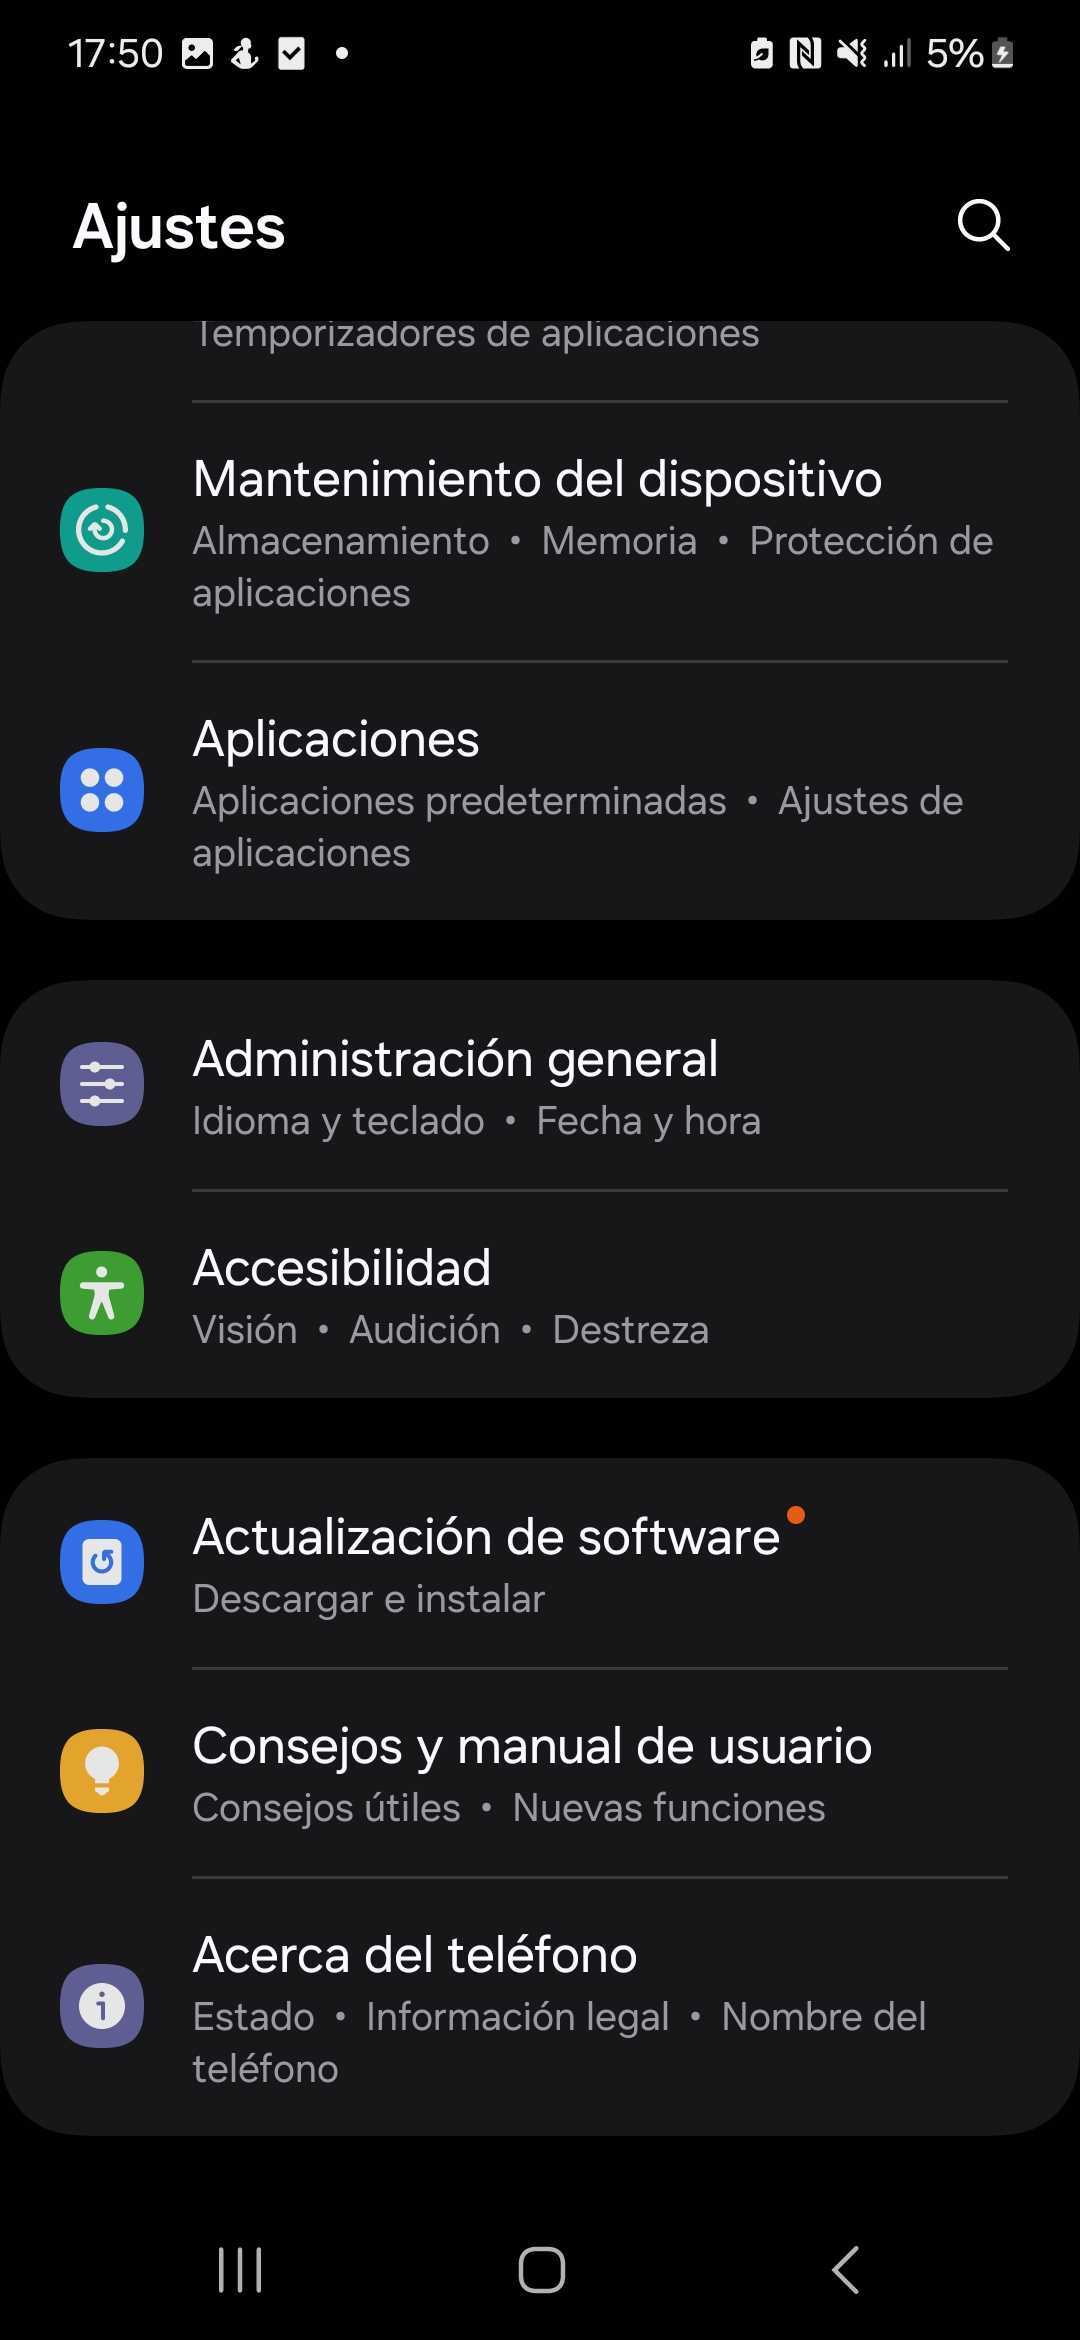 17:50
5%
Ajustes
Temporizadores de aplicaciones
Mantenimiento del dispositivo
Almacenamiento • Memoria • Protección de
aplicaciones
Aplicaciones
Aplicaciones predeterminadas • Ajustes de
aplicaciones
Administración general
Idioma y teclado • Fecha y hora
Accesibilidad
Visión • Audición • Destreza
Actualización de software
Descargar e instalar
Consejos y manual de usuario
Consejos útiles • Nuevas funciones
Acerca del teléfono
Estado • Información legal • Nombre del
teléfono